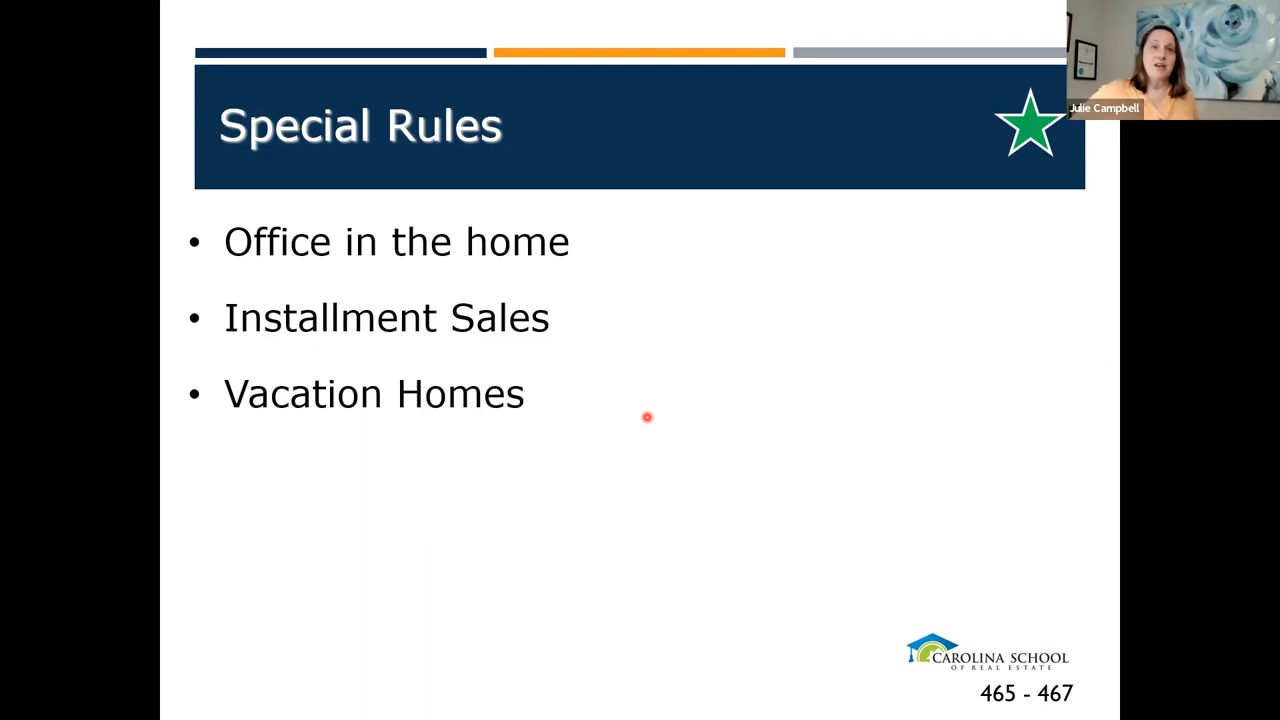 Special Rules
Julie Campbell
• Office in the home
• Installment Sales
• Vacation Homes
CAROLINA SCHOOL
OF REAL ESTATE
465 - 467